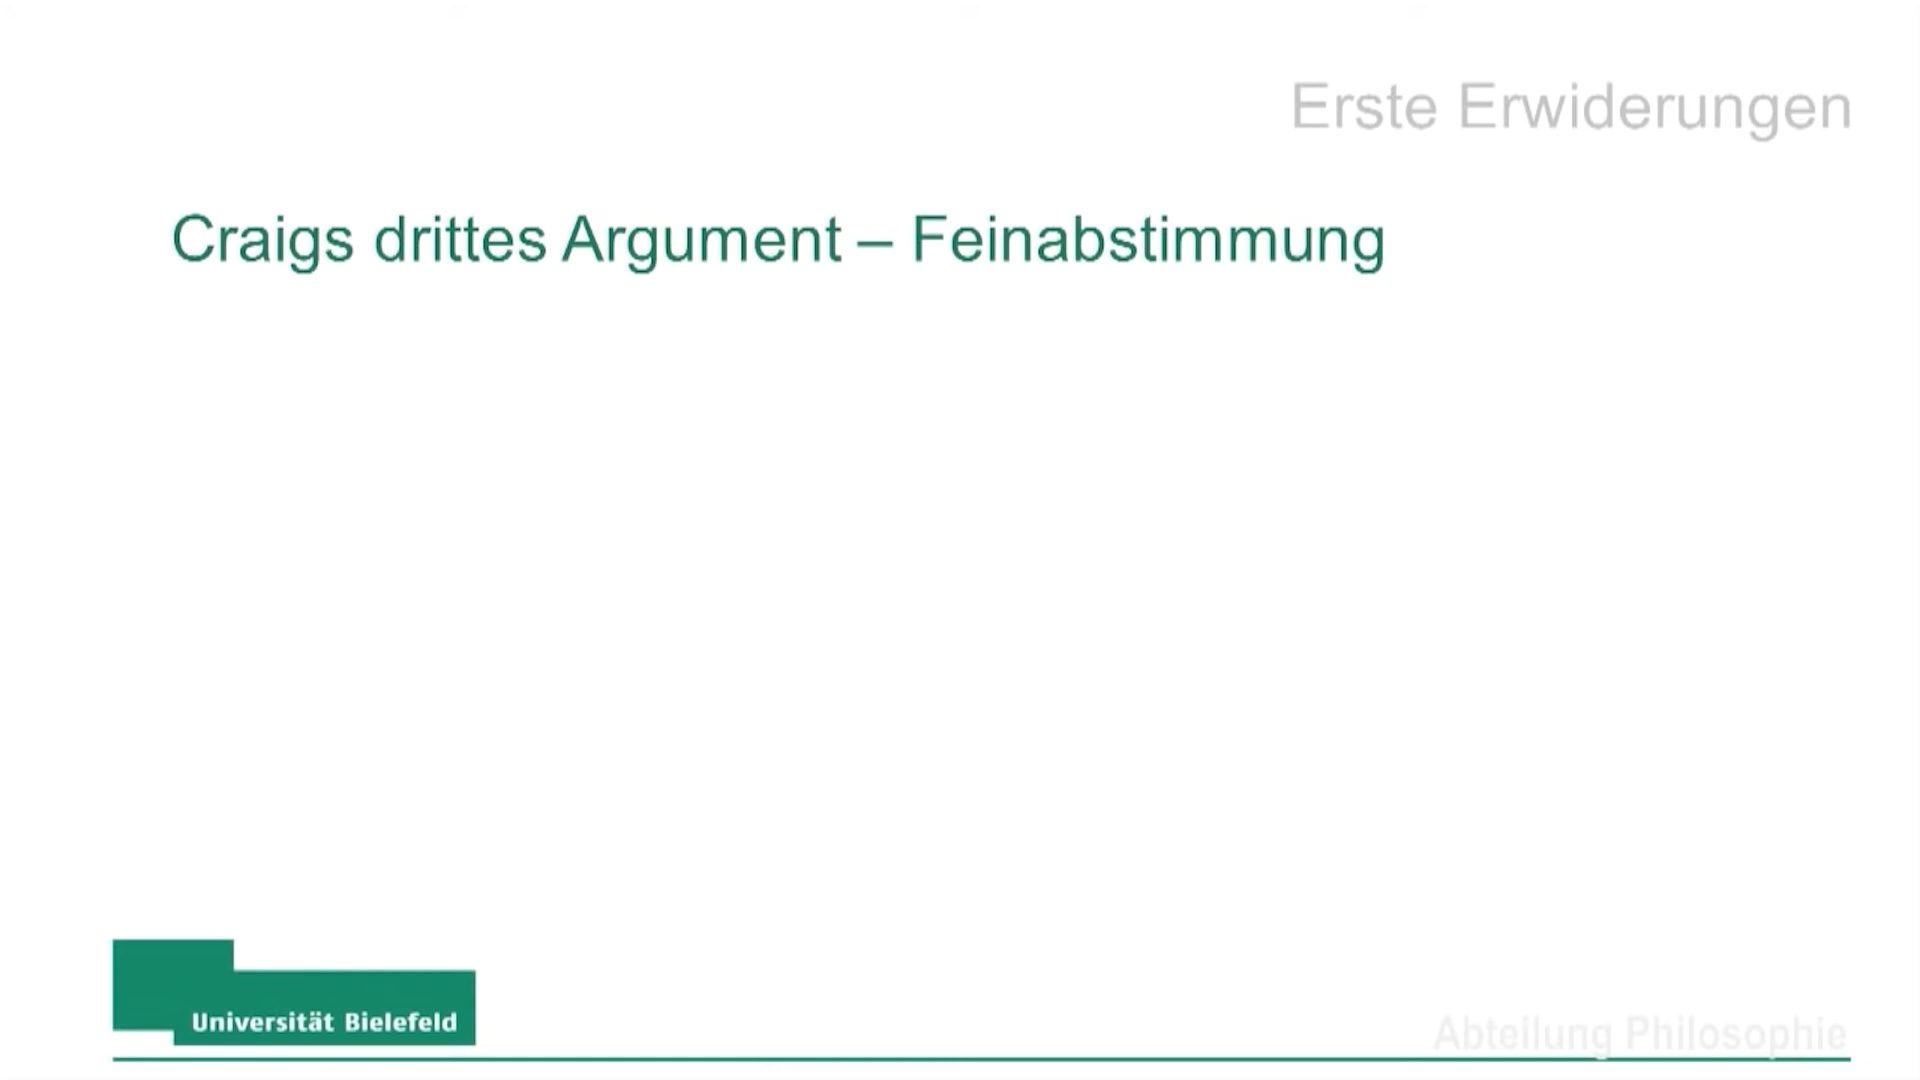 Erste Erwiderungen
Craigs drittes Argument – Feinabstimmung
Universität Bielefeld
Abteilung Philosophie